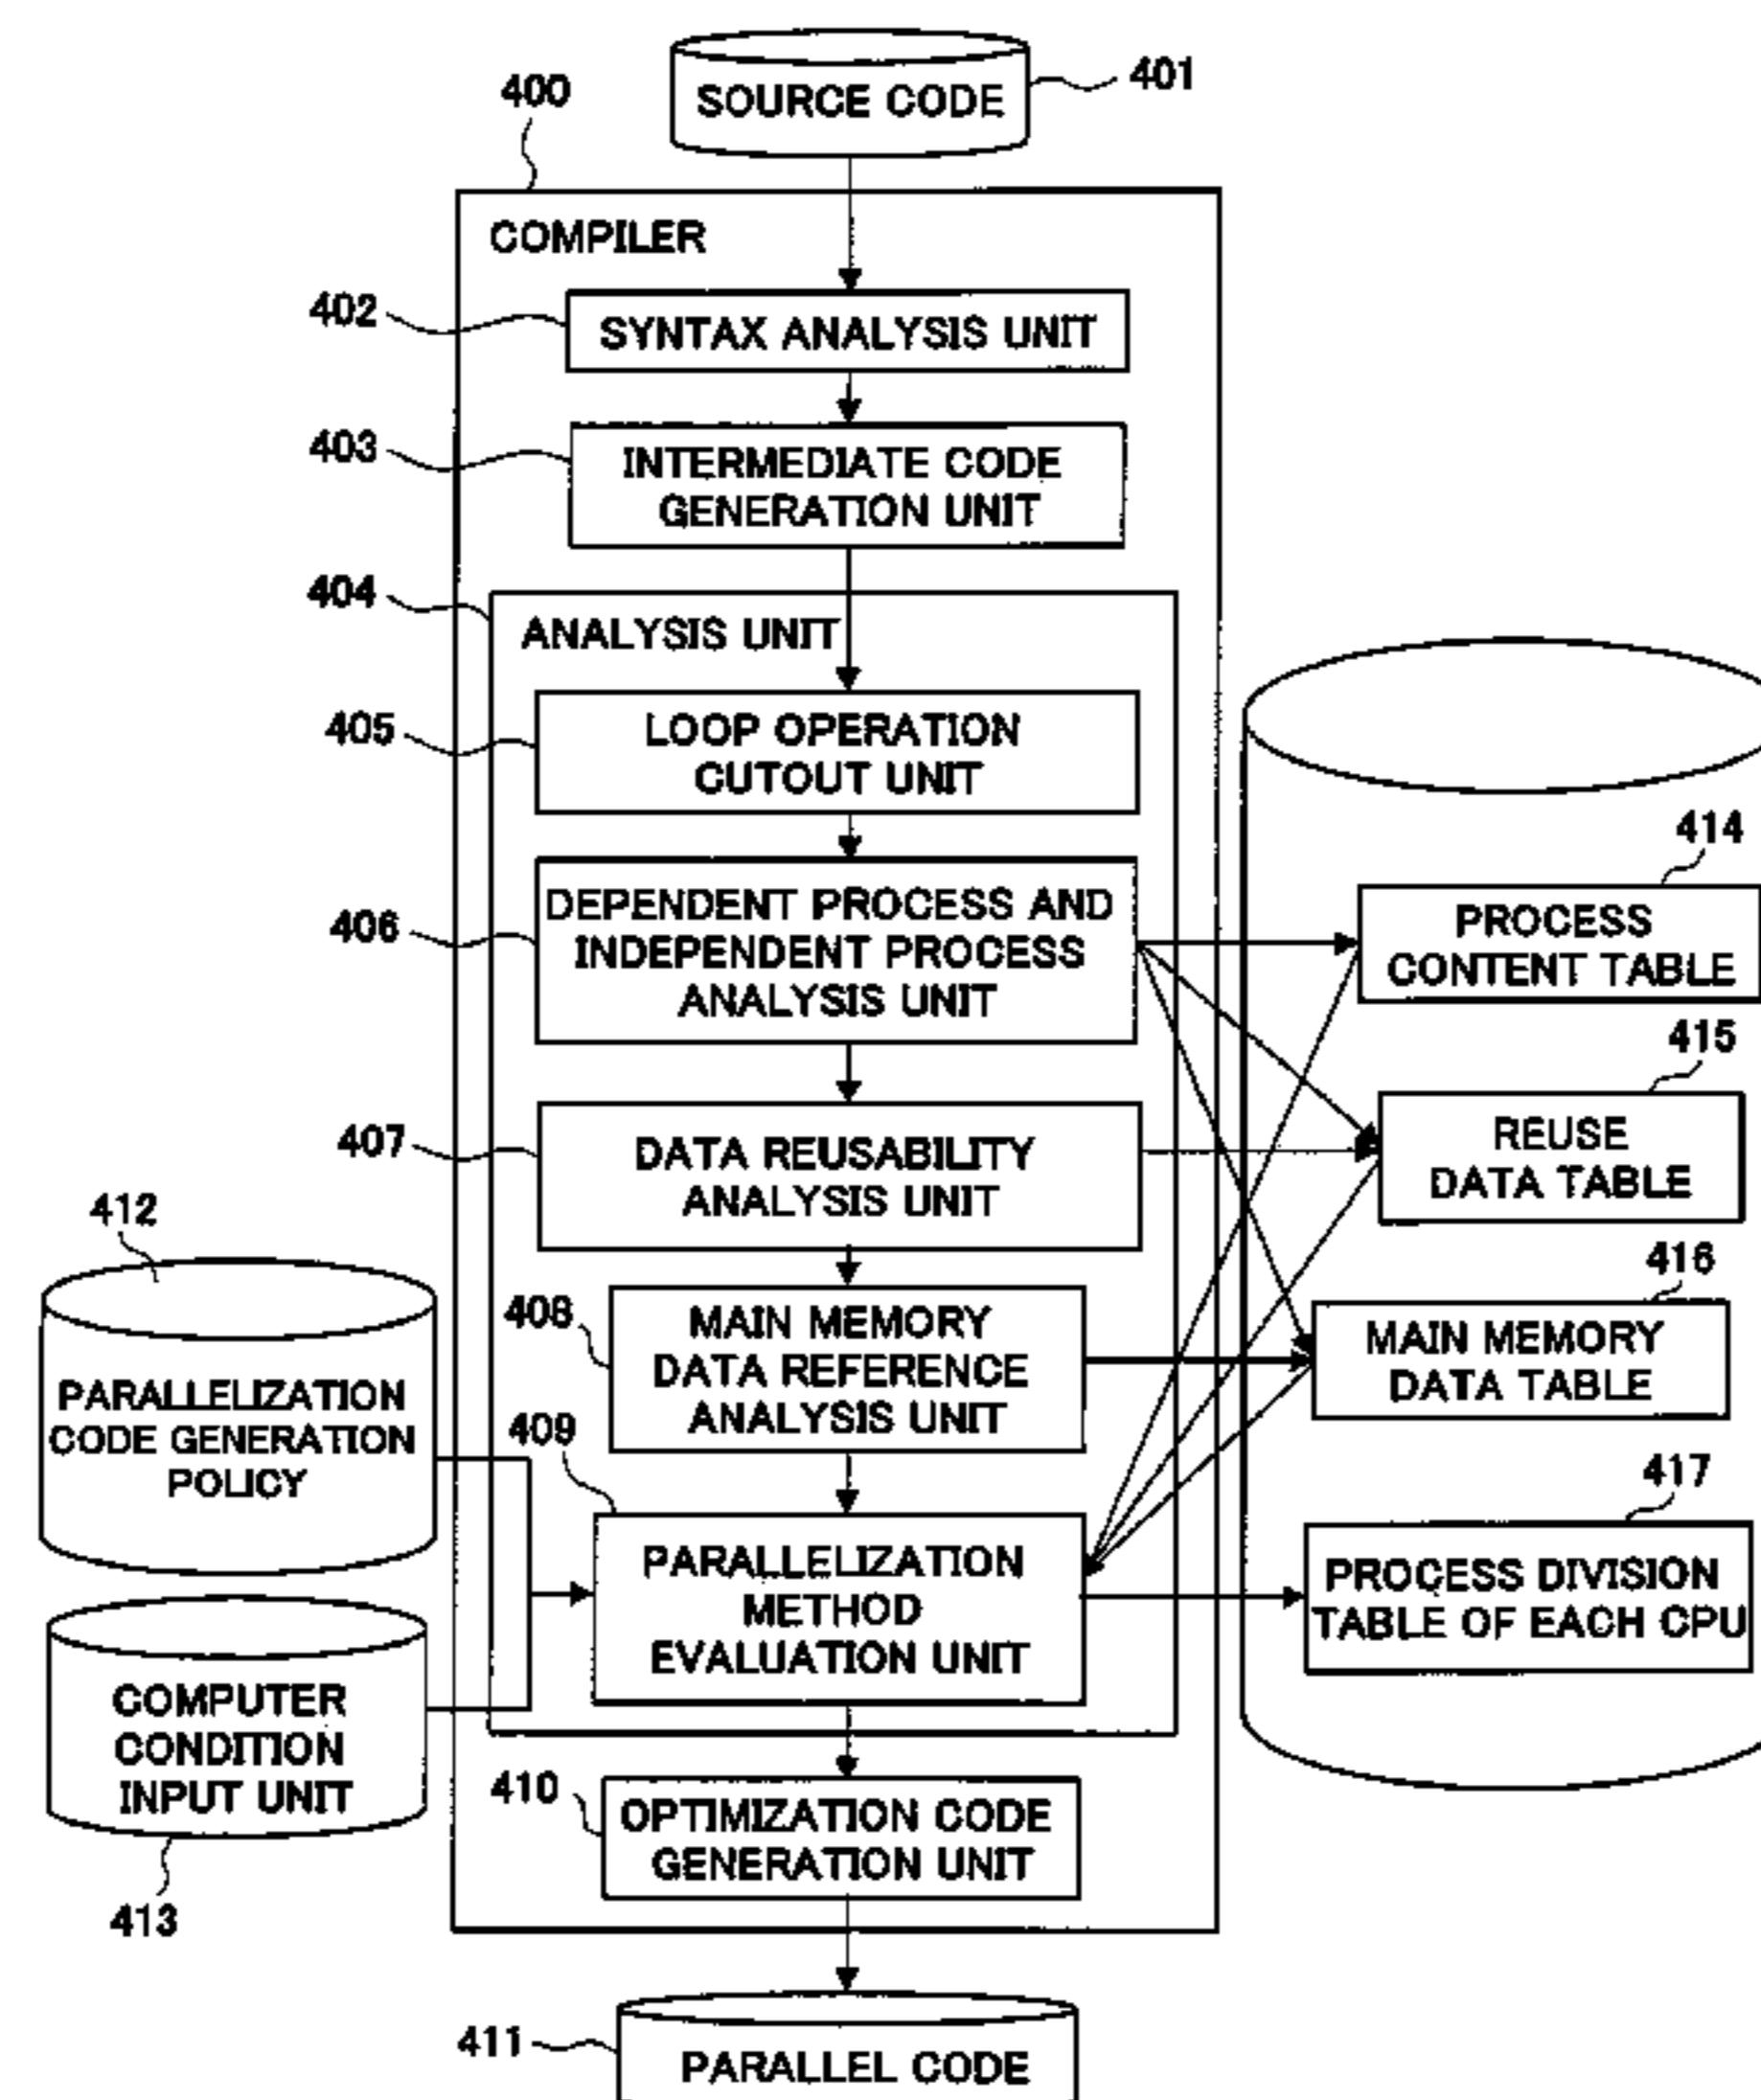 401
SOURCE CODE
400
COMPILER
402
SYNTAX ANALYSIS UNIT
403
INTERMEDIATE CODE
GENERATION UNIT
404
ANALYSIS UNIT
405
LOOP OPERATION
CUTOUT UNIT
406
DEPENDENT PROCESS AND
INDEPENDENT PROCESS
ANALYSIS UNIT
414
PROCESS
CONTENT TABLE
407
DATA REUSABILITY
ANALYSIS UNIT
415
REUSE
DATA TABLE
408
MAIN MEMORY
DATA REFERENCE
ANALYSIS UNIT
416
MAIN MEMORY
DATA TABLE
412
PARALLELIZATION
CODE GENERATION
POLICY
409
PARALLELIZATION
METHOD
EVALUATION UNIT
417
PROCESS DIVISION
TABLE OF EACH CPU
COMPUTER
CONDITION
INPUT UNIT
413
410
OPTIMIZATION CODE
GENERATION UNIT
411
PARALLEL CODE